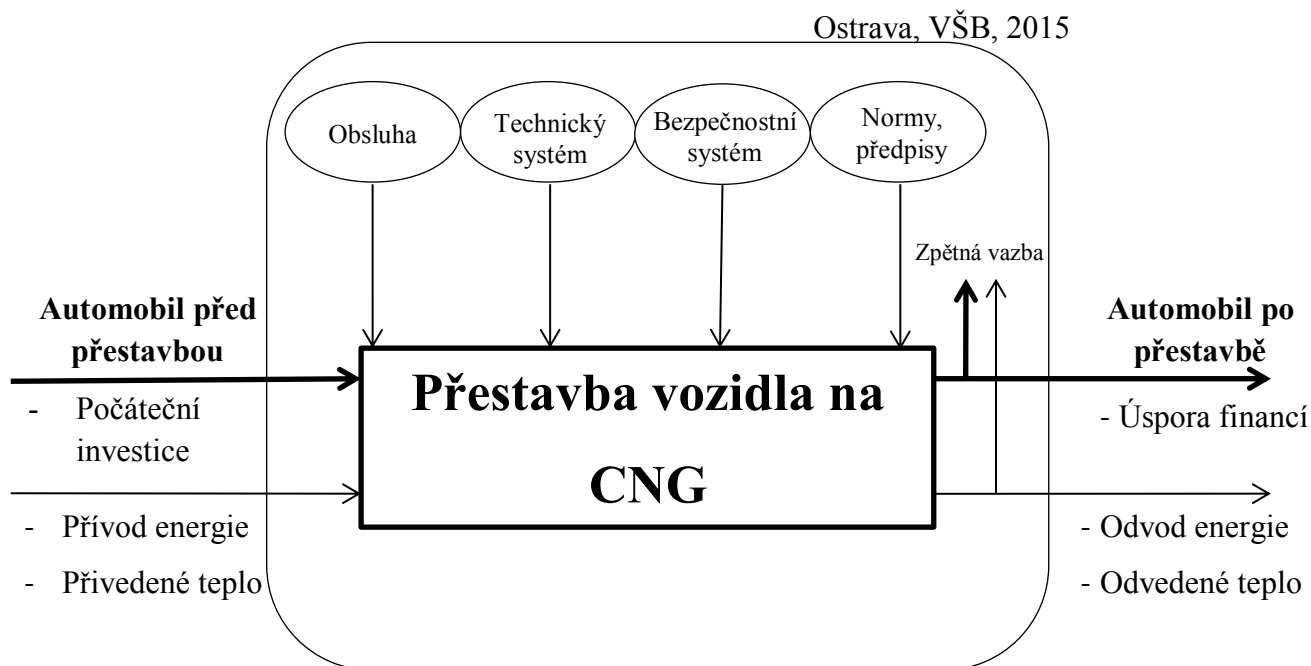 Ostrava, VŠB, 2015
Obsluha
Technický
systém
Bezpečnostní
systém
Normy,
předpisy
Zpětná vazba
Automobil před
přestavbou
- Počáteční
investice
- Přívod energie
- Přivedené teplo
Přestavba vozidla na
CNG
Automobil po
přestavbě
- Úspora financí
- Odvod energie
- Odvedené teplo